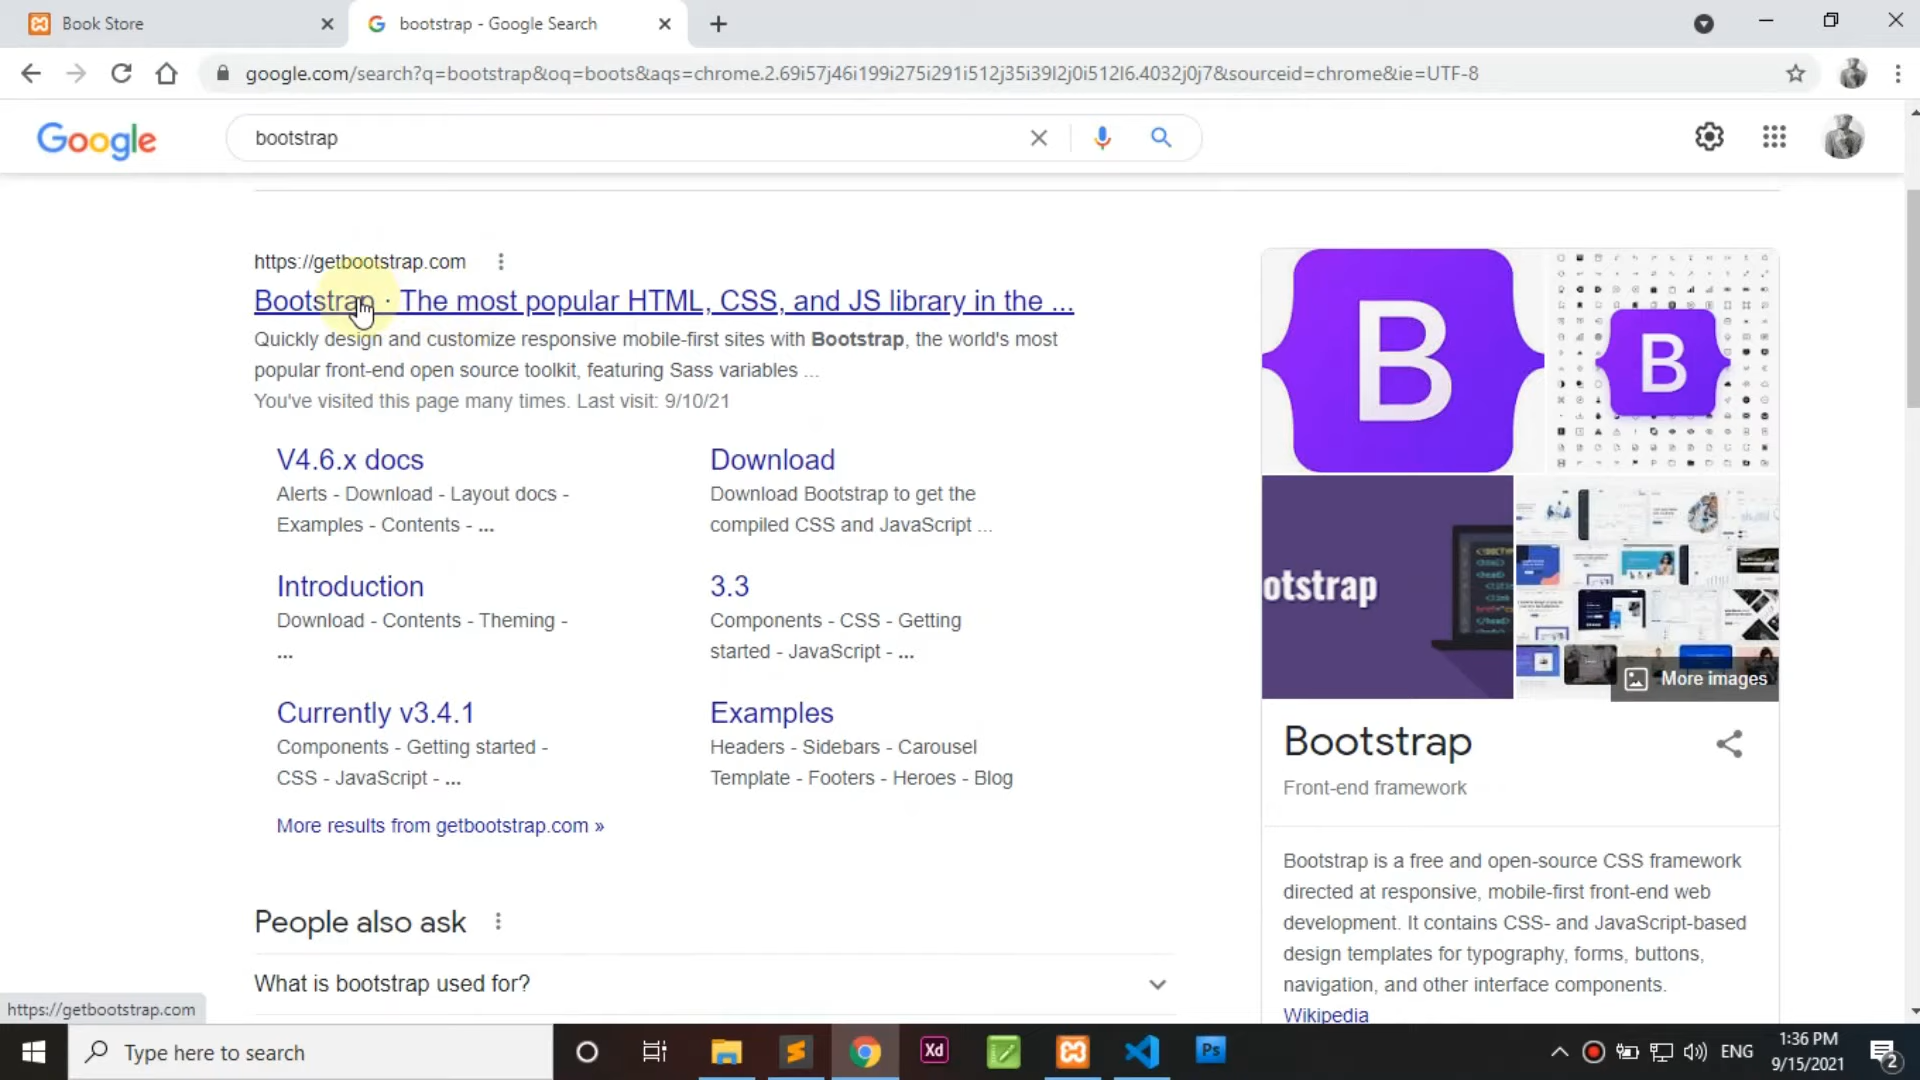 Book Store
bootstrap - Google Search
google.com/search?q=bootstrap&oq=boots&aqs=chrome.2.69i57j46i199i275i291i512j35i39l2j0i512l6.4032j0j7&sourceid=chrome&ie=UTF-8
Google
bootstrap
https://getbootstrap.com
Bootstrap · The most popular HTML, CSS, and JS library in the ...
Quickly design and customize responsive mobile-first sites with Bootstrap, the world's most
popular front-end open source toolkit, featuring Sass variables ...
You've visited this page many times. Last visit: 9/10/21
V4.6.x docs
Alerts - Download - Layout docs -
Examples - Contents - ...
Download
Download Bootstrap to get the
compiled CSS and JavaScript ...
Introduction
Download - Contents - Theming -
...
3.3
Components - CSS - Getting
started - JavaScript - ...
Currently v3.4.1
Components - Getting started -
CSS - JavaScript - ...
Examples
Headers - Sidebars - Carousel
Template - Footers - Heroes - Blog
More results from getbootstrap.com »
People also ask
What is bootstrap used for?
B
B
otstrap
More images
Bootstrap
Front-end framework
Bootstrap is a free and open-source CSS framework
directed at responsive, mobile-first front-end web
development. It contains CSS- and JavaScript-based
design templates for typography, forms, buttons,
navigation, and other interface components.
Wikipedia
https://getbootstrap.com
Type here to search
Xd
Ps
ENG
1:36 PM
9/15/2021
2